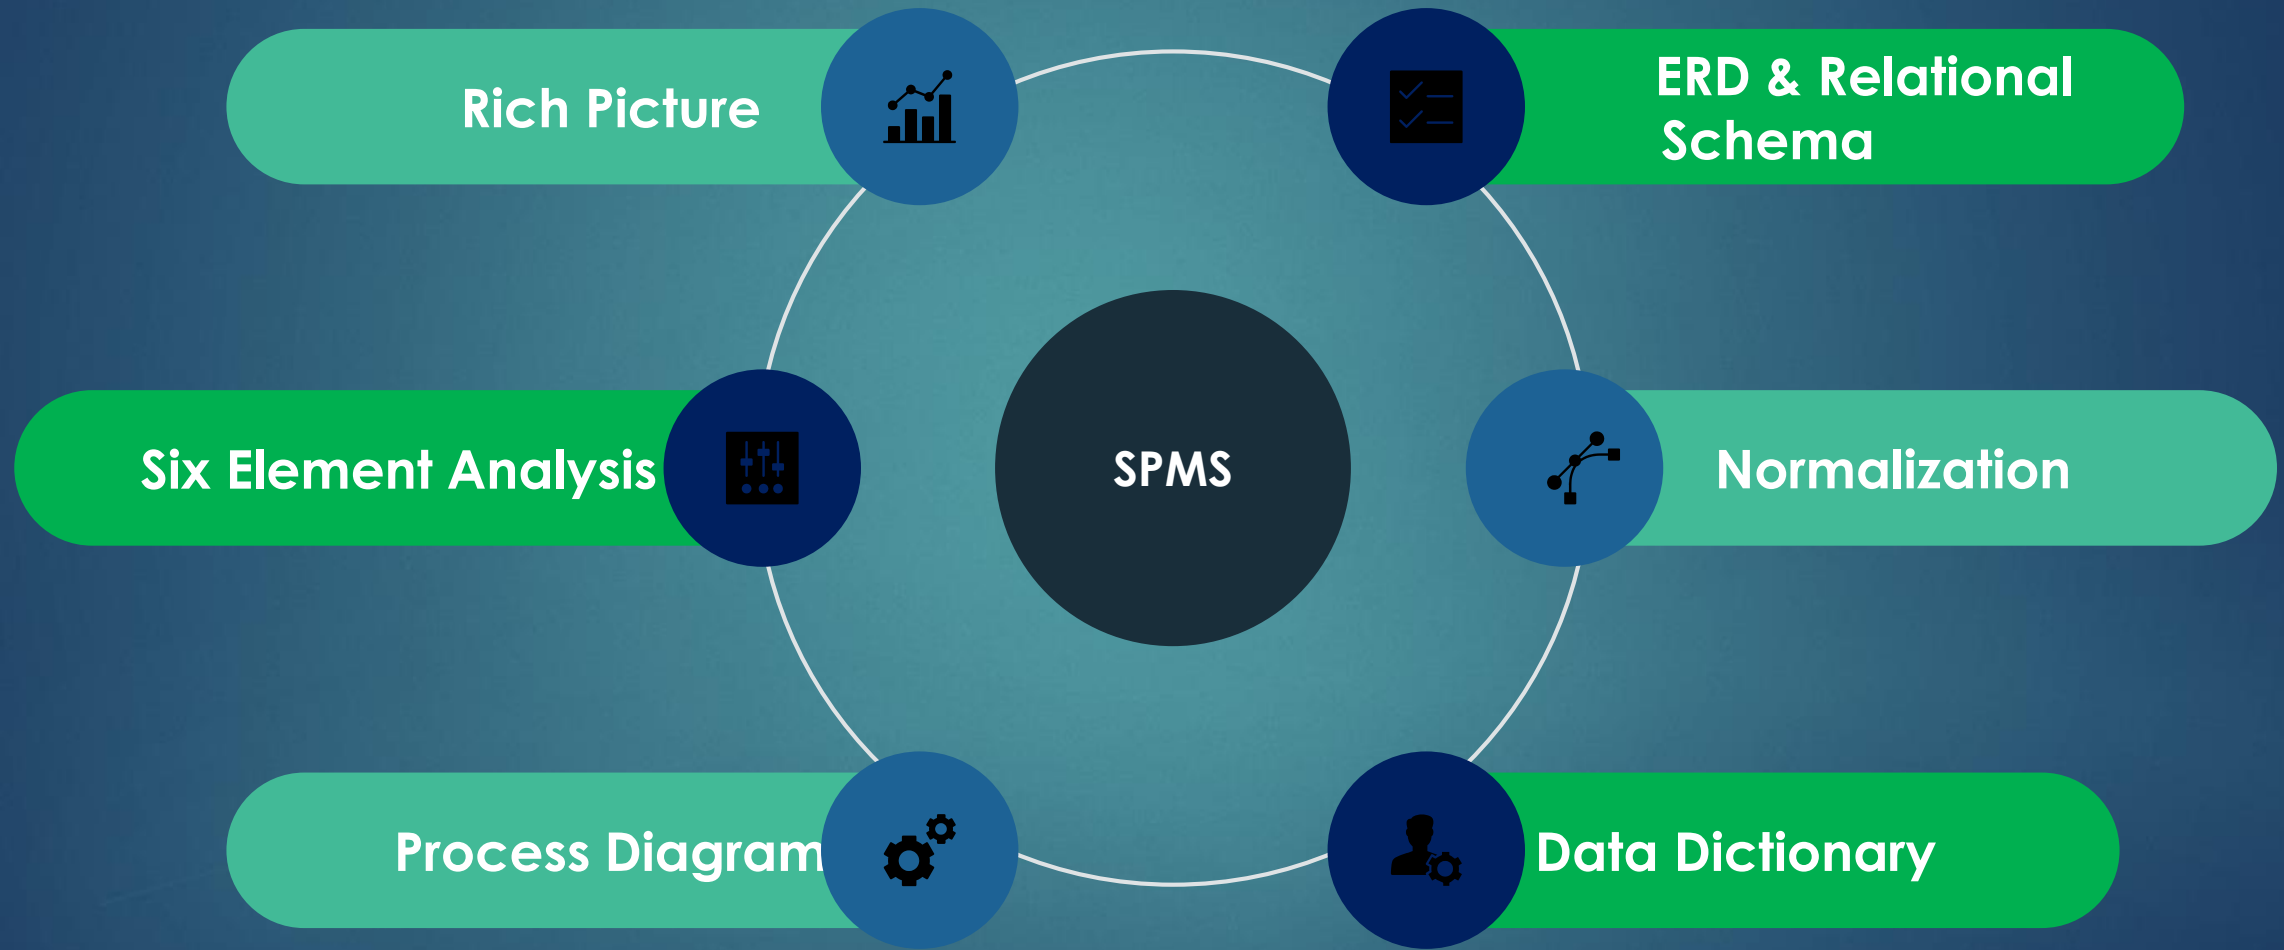 Rich Picture
ERD & Relational
Schema
Six Element Analysis
SPMS
Normalization
Process Diagram
Data Dictionary